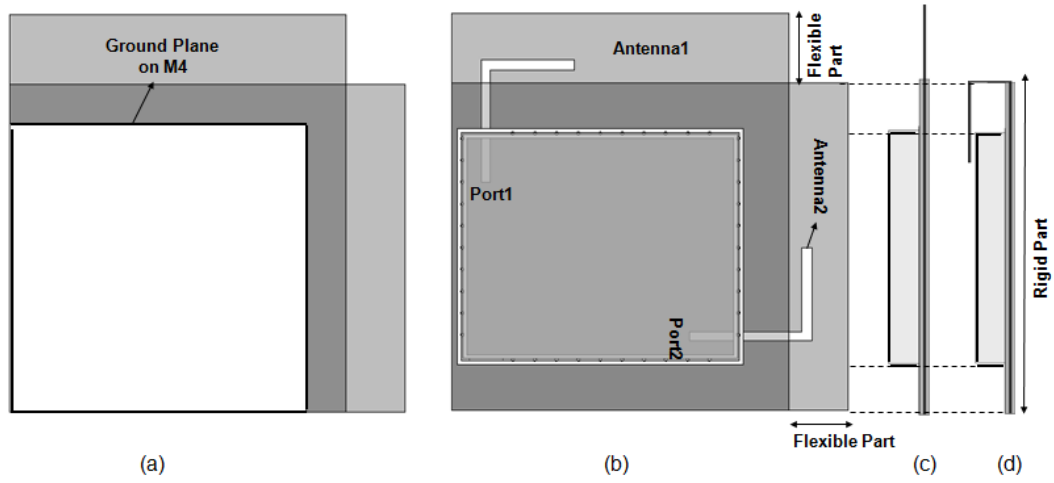 Ground Plane
on M4
Antenna1
Flexible
Part
Antenna2
Port1
Port2
Rigid Part
Flexible Part
(a)
(b)
(c)
(d)